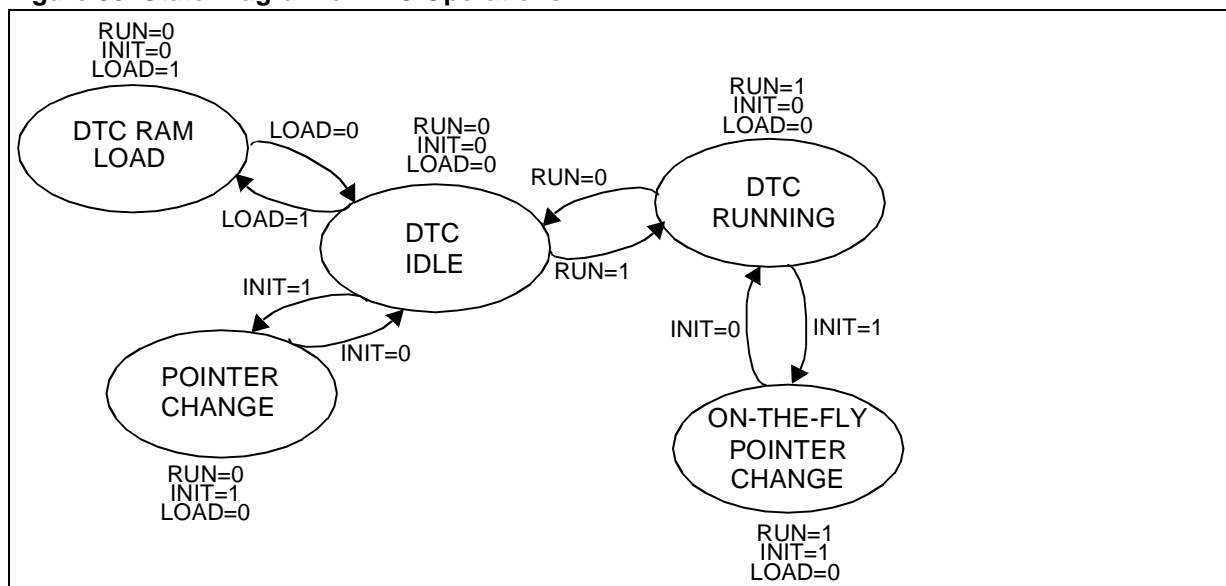 RUN=0
INIT=0
LOAD=1
DTC RAM
LOAD
LOAD=0
LOAD=1
RUN=0
INIT=0
LOAD=0
DTC
IDLE
RUN=1
INIT=0
LOAD=0
DTC
RUNNING
RUN=0
RUN=1
INIT=1
INIT=0
POINTER
CHANGE
RUN=0
INIT=1
LOAD=0
INIT=0
INIT=1
ON-THE-FLY
POINTER
CHANGE
RUN=1
INIT=1
LOAD=0